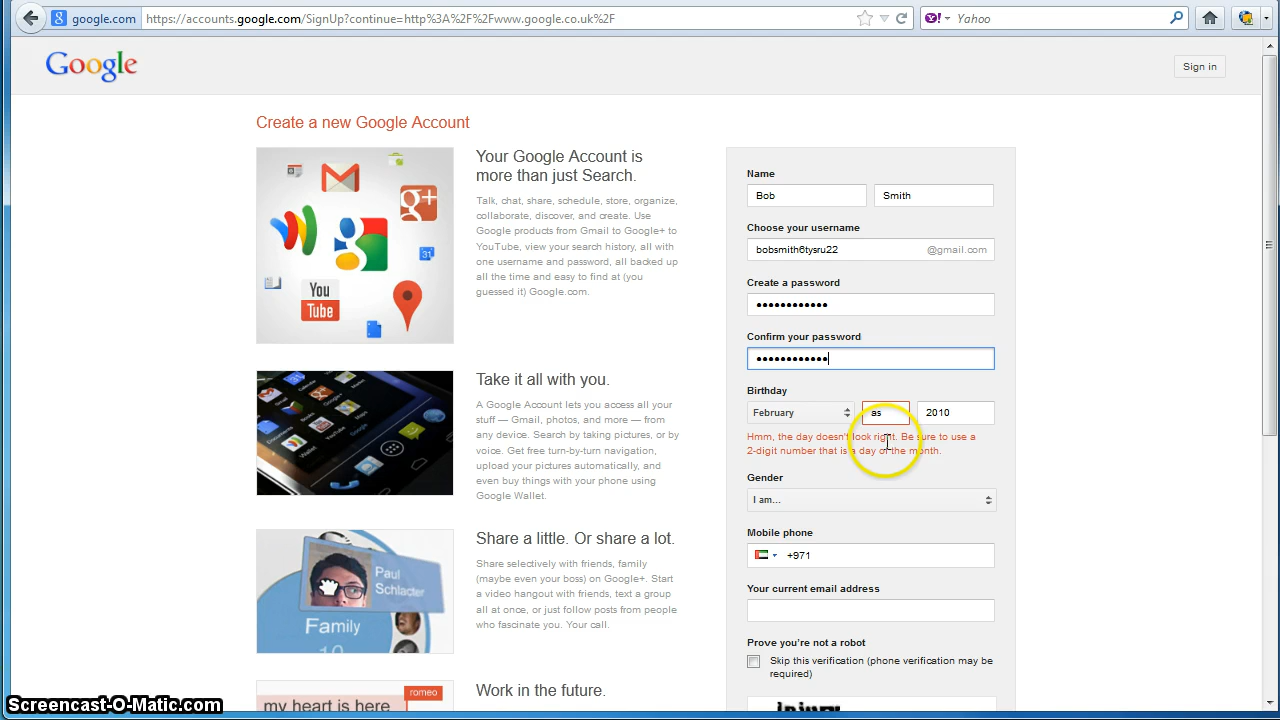 google.com
https://accounts.google.com/SignUp?continue=http%3A%2F%2Fwww.google.co.uk%2F
Yahoo
Google
Sign in
Create a new Google Account
Your Google Account is
more than just Search.
Talk, chat, share, schedule, store, organize,
collaborate, discover, and create. Use
Google products from Gmail to Google+ to
YouTube, view your search history, all with
one username and password, all backed up
all the time and easy to find at (you
guessed it) Google.com.
31
g+
g
You
Tube
Take it all with you.
A Google Account lets you access all your
stuff — Gmail, photos, and more — from
any device. Search by taking pictures, or by
voice. Get free turn-by-turn navigation,
upload your pictures automatically, and
even buy things with your phone using
Google Wallet.
Share a little. Or share a lot.
Share selectively with friends, family
(maybe even your boss) on Google+. Start
a video hangout with friends, text a group
all at once, or just follow posts from people
who fascinate you. Your call.
Paul
Schlacter
Family
10
Work in the future.
romeo
my heart is here
Name
Bob
Smith
Choose your username
bobsmith6tysru22
@gmail.com
Create a password
••••••••••••
Confirm your password
••••••••••••
Birthday
February
as
2010
Hmm, the day doesn't look right. Be sure to use a
2-digit number that is a day of the month.
Gender
I am...
Mobile phone
+971
Your current email address
Prove you're not a robot
Skip this verification (phone verification may be
required)
Screencast-O-Matic.com